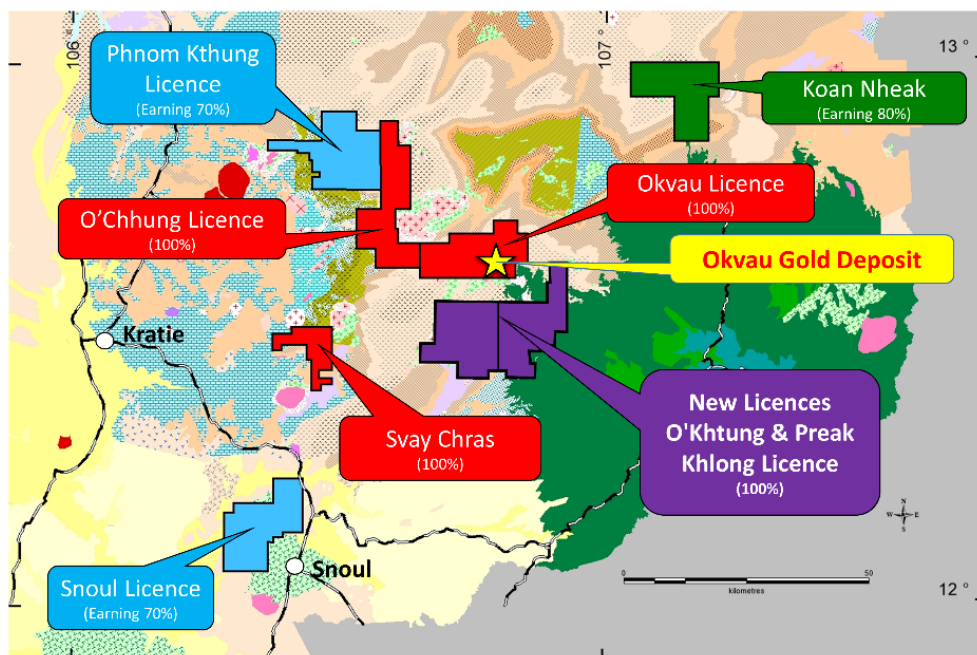 106 °
107 °
13 °
Phnom Kthung
Licence
(Earning 70%)
Koan Nheak
(Earning 80%)
O’Chhung Licence
(100%)
Okvau Licence
(100%)
Okvau Gold Deposit
Kratie
Svay Chras
(100%)
New Licences
O'Khtung & Preak
Khlong Licence
(100%)
N
W E
S
Snoul
Snoul Licence
(Earning 70%)
0 50
kilometres
12 °